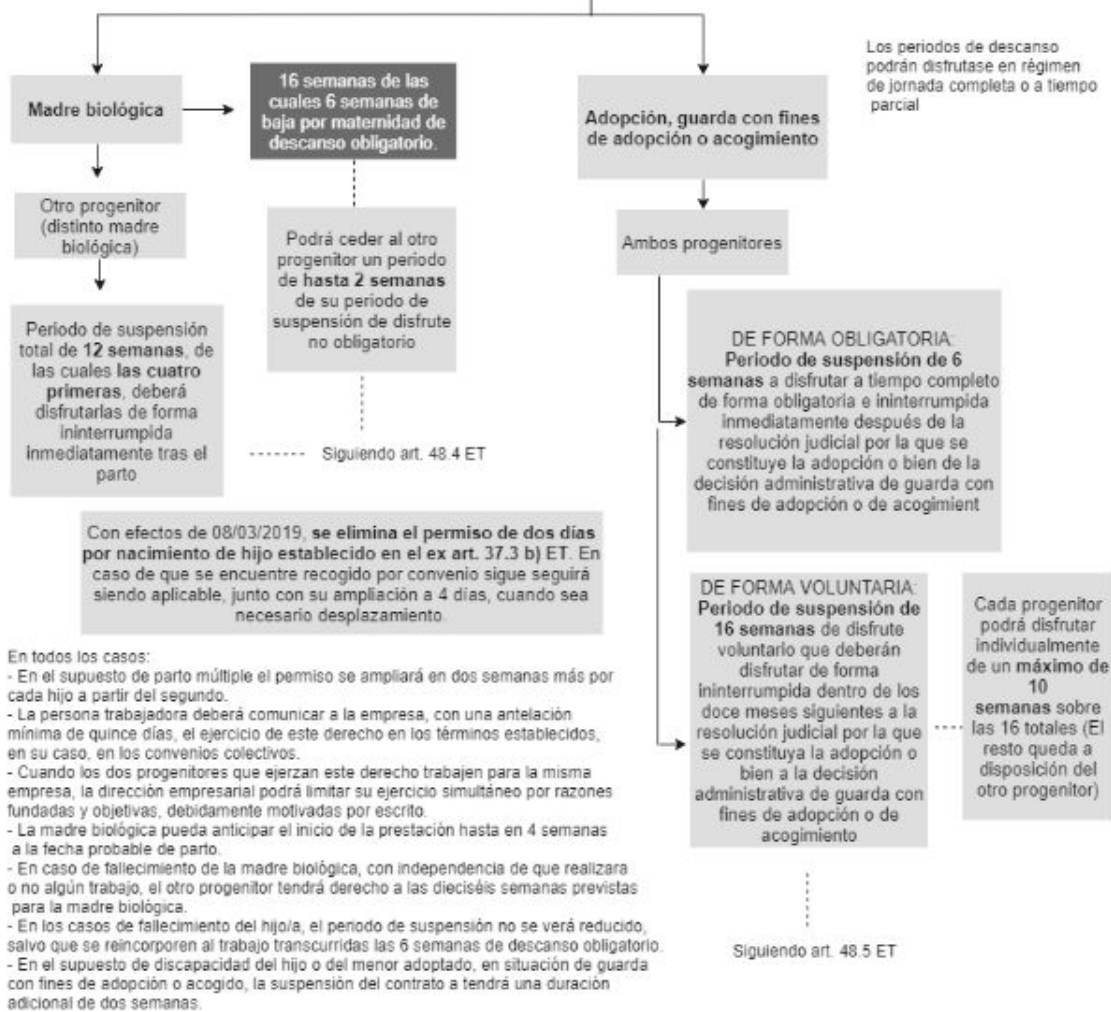 Los periodos de descanso
podrán disfrutase en régimen
de jornada completa o a tiempo
parcial
Madre biológica
16 semanas de las
cuales 6 semanas de
baja por maternidad de
descanso obligatorio.
Adopción, guarda con fines
de adopción o acogimiento
Otro progenitor
(distinto madre
biológica)
Podrá ceder al otro
progenitor un periodo
de hasta 2 semanas
de su periodo de
suspensión de disfrute
no obligatorio
Ambos progenitores
Periodo de suspensión
total de 12 semanas, de
las cuales las cuatro
primeras, deberá
disfrutarlas de forma
ininterrumpida
inmediatamente tras el
parto
Siguiendo art. 48.4 ET
DE FORMA OBLIGATORIA:
Periodo de suspensión de 6
semanas a disfrutar a tiempo completo
de forma obligatoria e ininterrumpida
inmediatamente después de la
resolución judicial por la que se
constituye la adopción o bien de la
decisión administrativa de guarda con
fines de adopción o de acogimient
Con efectos de 08/03/2019, se elimina el permiso de dos días
por nacimiento de hijo establecido en el ex art. 37.3 b) ET. En
caso de que se encuentre recogido por convenio sigue seguirá
siendo aplicable, junto con su ampliación a 4 días, cuando sea
necesario desplazamiento.
DE FORMA VOLUNTARIA:
Periodo de suspensión de
16 semanas de disfrute
voluntario que deberán
disfrutar de forma
ininterrumpida dentro de los
doce meses siguientes a la
resolución judicial por la que
se constituya la adopción o
bien a la decisión
administrativa de guarda con
fines de adopción o de
acogimiento
Cada progenitor
podrá disfrutar
individualmente
de un máximo de
10
semanas sobre
las 16 totales (El
resto queda a
disposición del
otro progenitor)
En todos los casos:
- En el supuesto de parto múltiple el permiso se ampliará en dos semanas más por
cada hijo a partir del segundo.
- La persona trabajadora deberá comunicar a la empresa, con una antelación
mínima de quince días, el ejercicio de este derecho en los términos establecidos,
en su caso, en los convenios colectivos.
- Cuando los dos progenitores que ejerzan este derecho trabajen para la misma
empresa, la dirección empresarial podrá limitar su ejercicio simultáneo por razones
fundadas y objetivas, debidamente motivadas por escrito.
- La madre biológica pueda anticipar el inicio de la prestación hasta en 4 semanas
a la fecha probable de parto.
- En caso de fallecimiento de la madre biológica, con independencia de que realizara
o no algún trabajo, el otro progenitor tendrá derecho a las dieciséis semanas previstas
para la madre biológica.
- En los casos de fallecimiento del hijo/a, el periodo de suspensión no se verá reducido,
salvo que se reincorporen al trabajo transcurridas las 6 semanas de descanso obligatorio.
- En el supuesto de discapacidad del hijo o del menor adoptado, en situación de guarda
con fines de adopción o acogido, la suspensión del contrato a tendrá una duración
adicional de dos semanas.
Siguiendo art. 48.5 ET